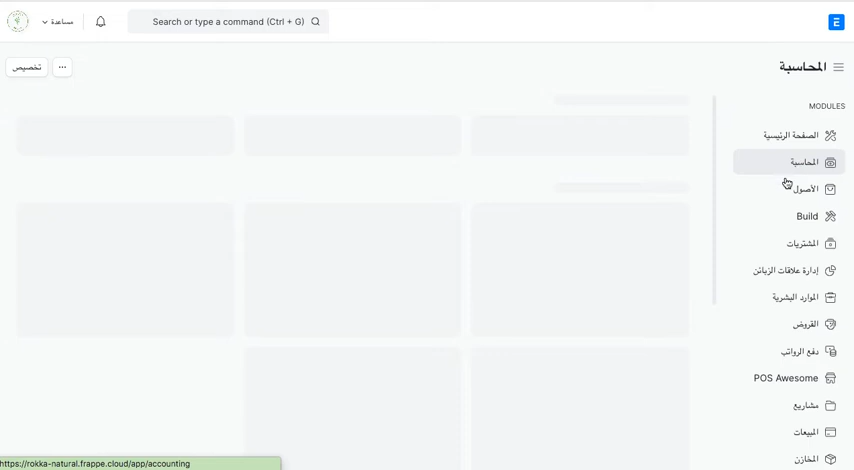 مساعدة
Search or type a command (Ctrl + G)
E
المحاسبة
تخصيص
MODULES
الصفحة الرئيسية
المحاسبة
الأصول
Build
المشتريات
إدارة علاقات الزبائن
الموارد البشرية
القروض
دفع الرواتب
POS Awesome
مشاريع
المبيعات
المخازن
https://rokka-natural.frappe.cloud/app/accounting